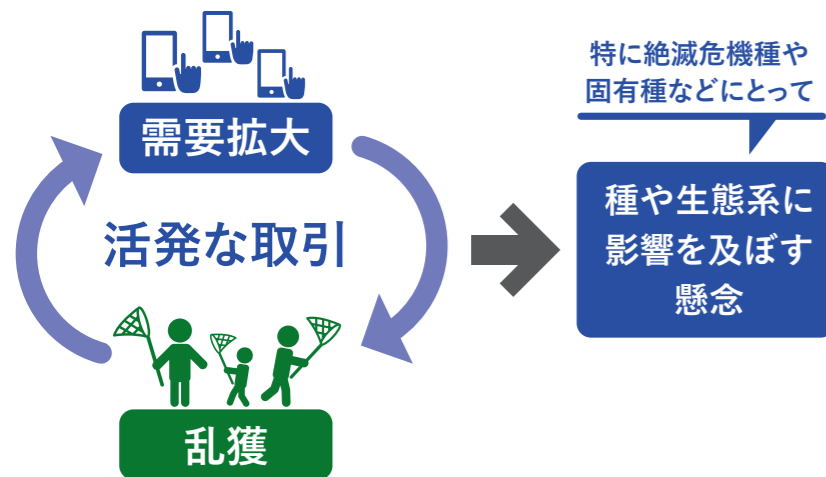 需要拡大
活発な取引
乱獲
特に絶滅危機種や
固有種などにとって
種や生態系に
影響を及ぼす
懸念